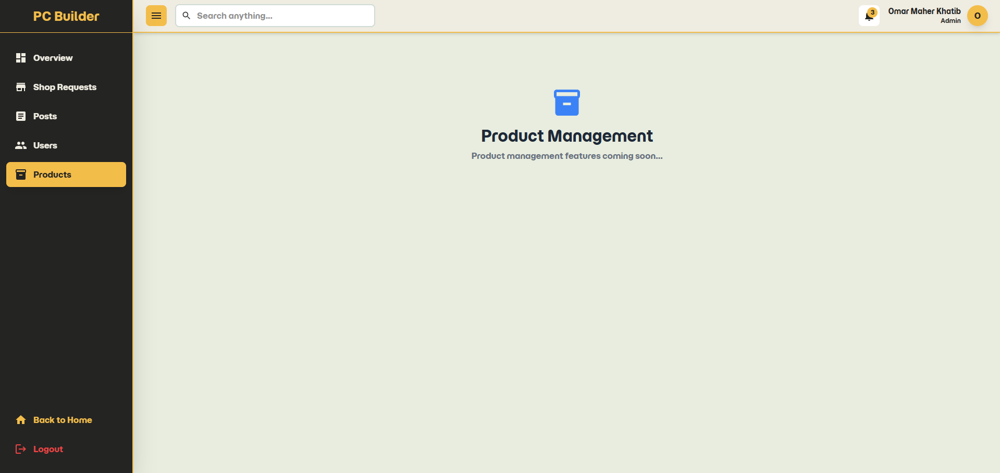 PC Builder
Search anything...
3
Omar Maher Khatib
Admin
O
Overview
Shop Requests
Posts
Users
Products
Product Management
Product management features coming soon...
Back to Home
Logout